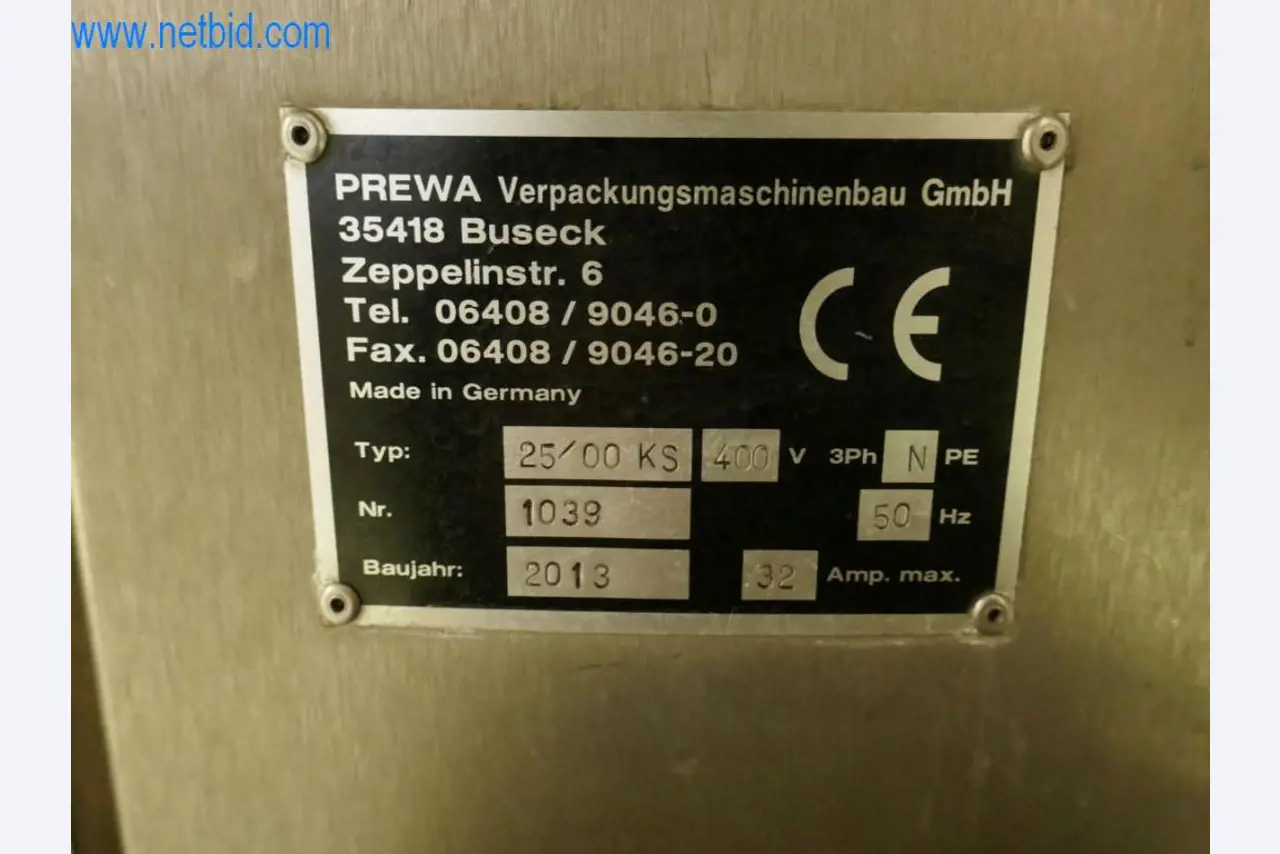 www.netbid.com
PREWA Verpackungsmaschinenbau GmbH
35418 Buseck
Zeppelinstr. 6
Tel. 06408 / 9046-0
Fax. 06408 / 9046-20
CE
Made in Germany
Typ: 25/00 KS 400 V 3Ph N PE
Nr. 1039 50 Hz
Baujahr: 2013 32 Amp. max.